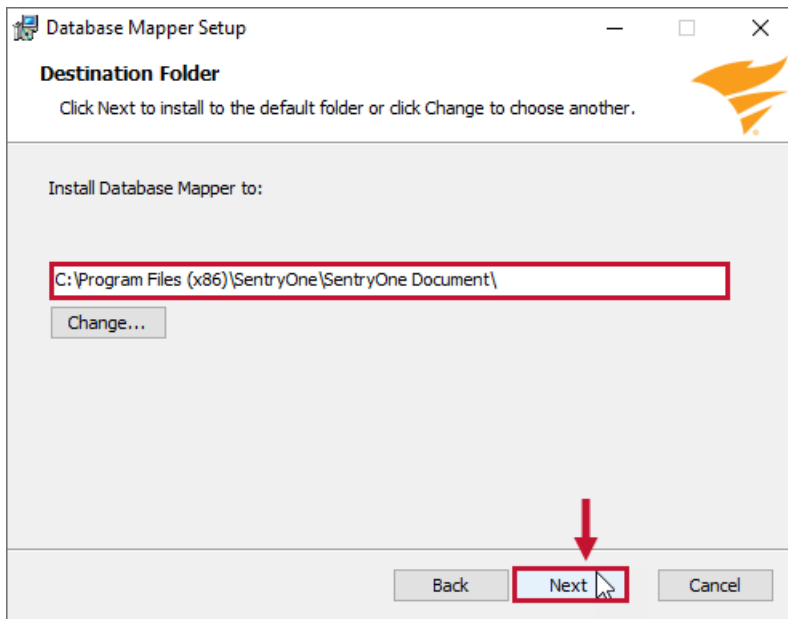 Database Mapper Setup
Destination Folder
Click Next to install to the default folder or click Change to choose another.
Install Database Mapper to:
C:\Program Files (x86)\SentryOne\SentryOne Document\
Change...
Back Next Cancel